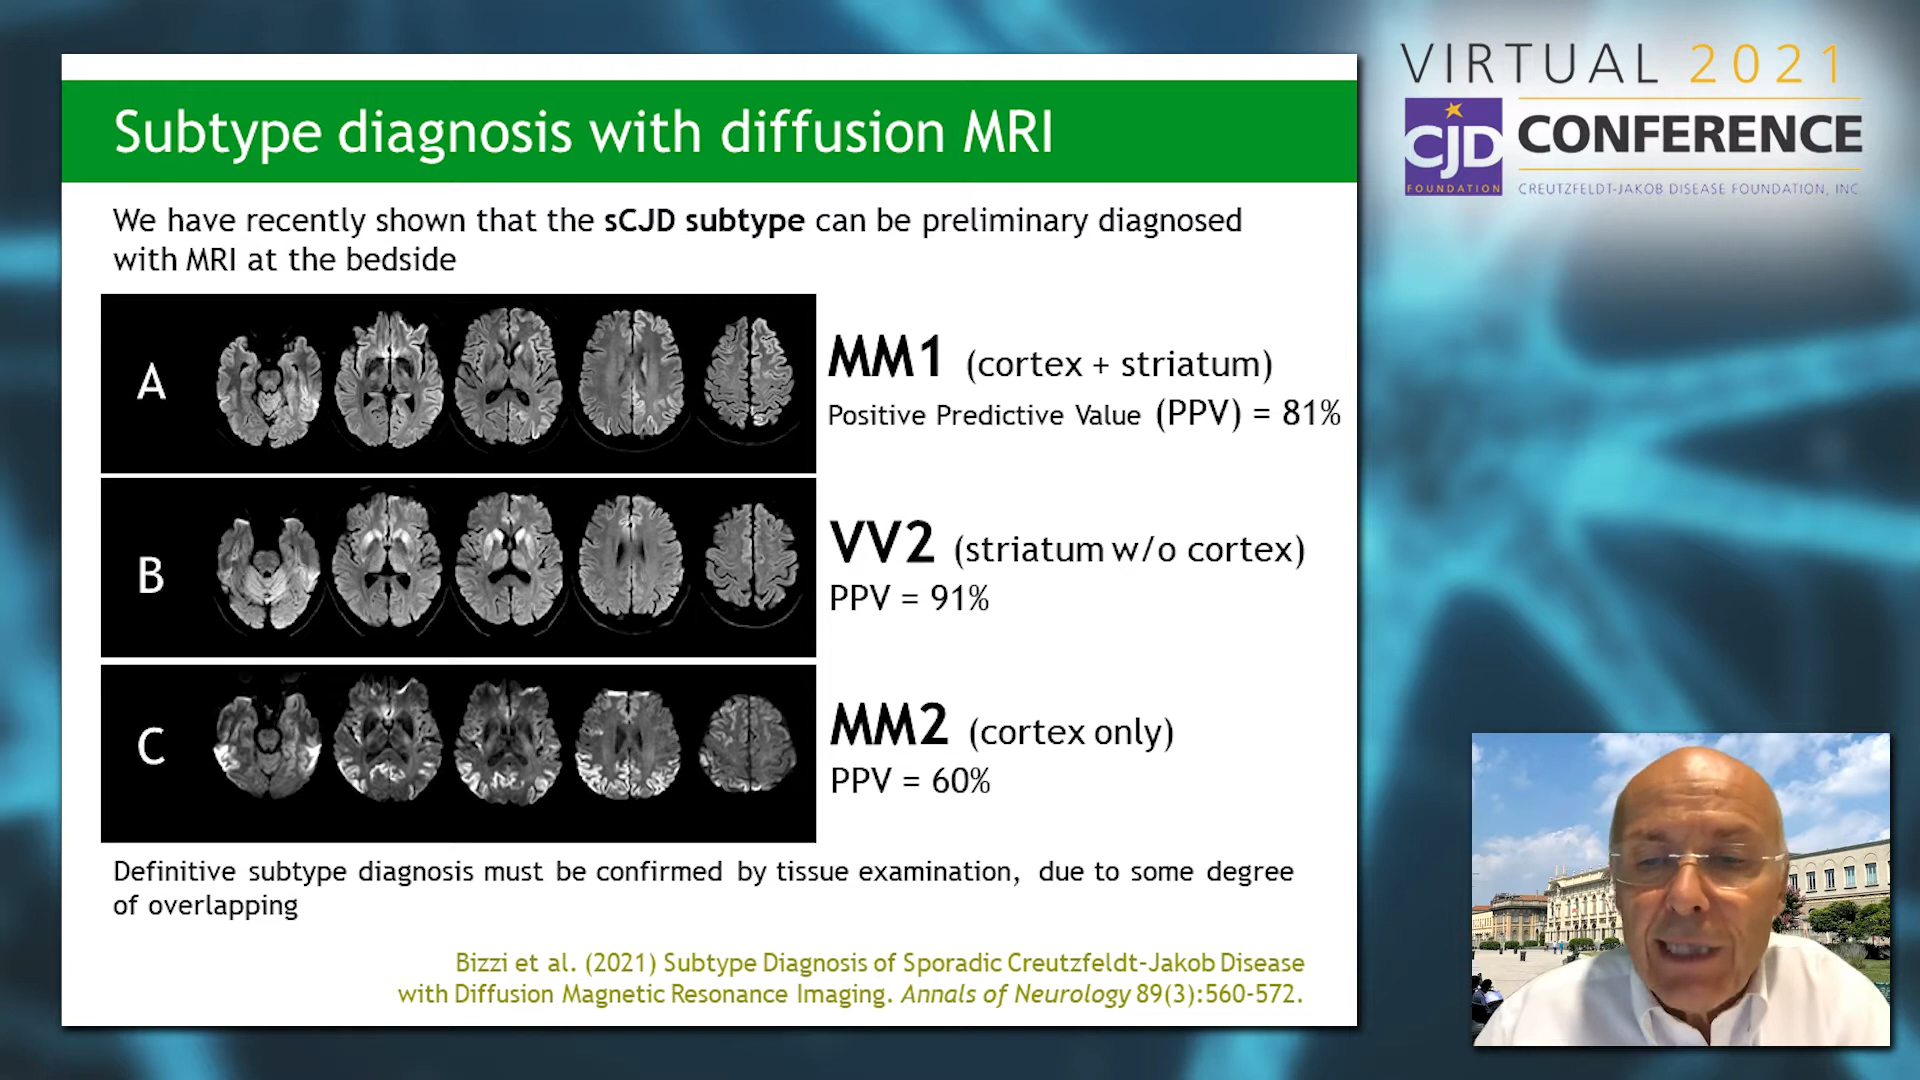 Subtype diagnosis with diffusion MRI
We have recently shown that the sCJD subtype can be preliminary diagnosed
with MRI at the bedside
A
MM1 (cortex + striatum)
Positive Predictive Value (PPV) = 81%
B
VV2 (striatum w/o cortex)
PPV = 91%
C
MM2 (cortex only)
PPV = 60%
Definitive subtype diagnosis must be confirmed by tissue examination, due to some degree
of overlapping
Bizzi et al. (2021) Subtype Diagnosis of Sporadic Creutzfeldt-Jakob Disease
with Diffusion Magnetic Resonance Imaging. Annals of Neurology 89(3):560-572.
VIRTUAL 2021
CJD
FOUNDATION
CONFERENCE
CREUTZFELDT-JAKOB DISEASE FOUNDATION, INC